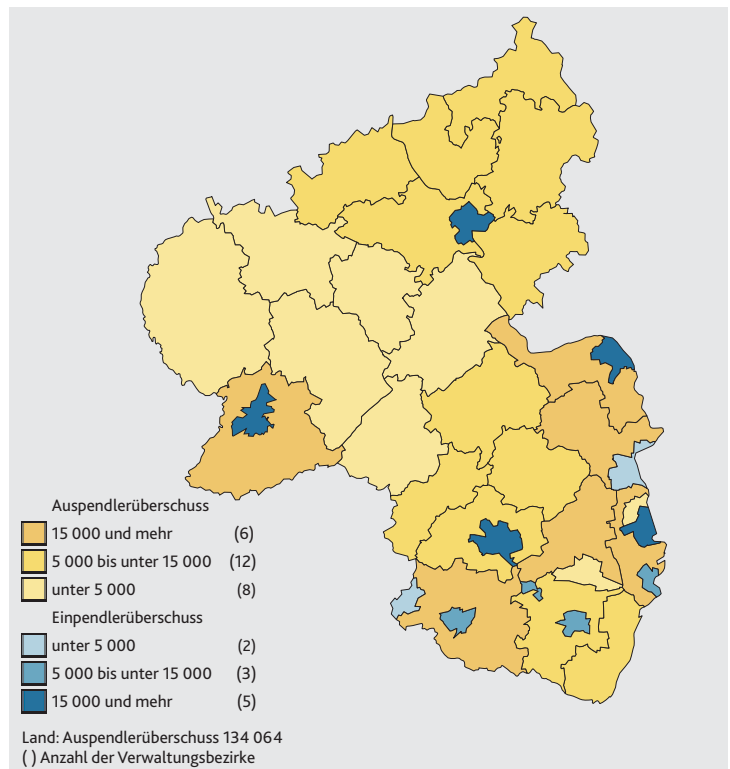 Auspendlerüberschuss
15 000 und mehr (6)
5 000 bis unter 15 000 (12)
unter 5 000 (8)
Einpendlerüberschuss
unter 5 000 (2)
5 000 bis unter 15 000 (3)
15 000 und mehr (5)
Land: Auspendlerüberschuss 134 064
( ) Anzahl der Verwaltungsbezirke